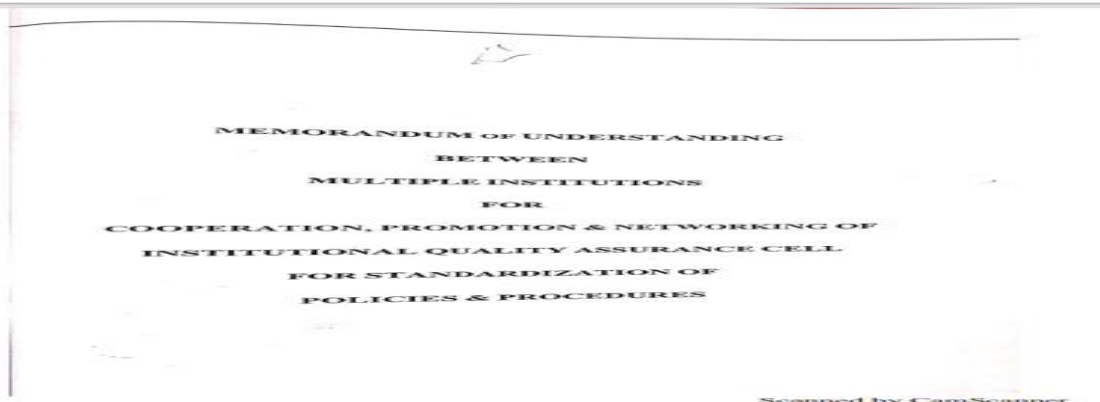 MEMORANDUM OF UNDERSTANDING
BETWEEN
MULTIPLE INSTITUTIONS
FOR
COOPERATION, PROMOTION & NETWORKING OF
INSTITUTIONAL QUALITY ASSURANCE CELL
FOR STANDARDIZATION OF
POLICIES & PROCEDURES
Scanned by CamScanner